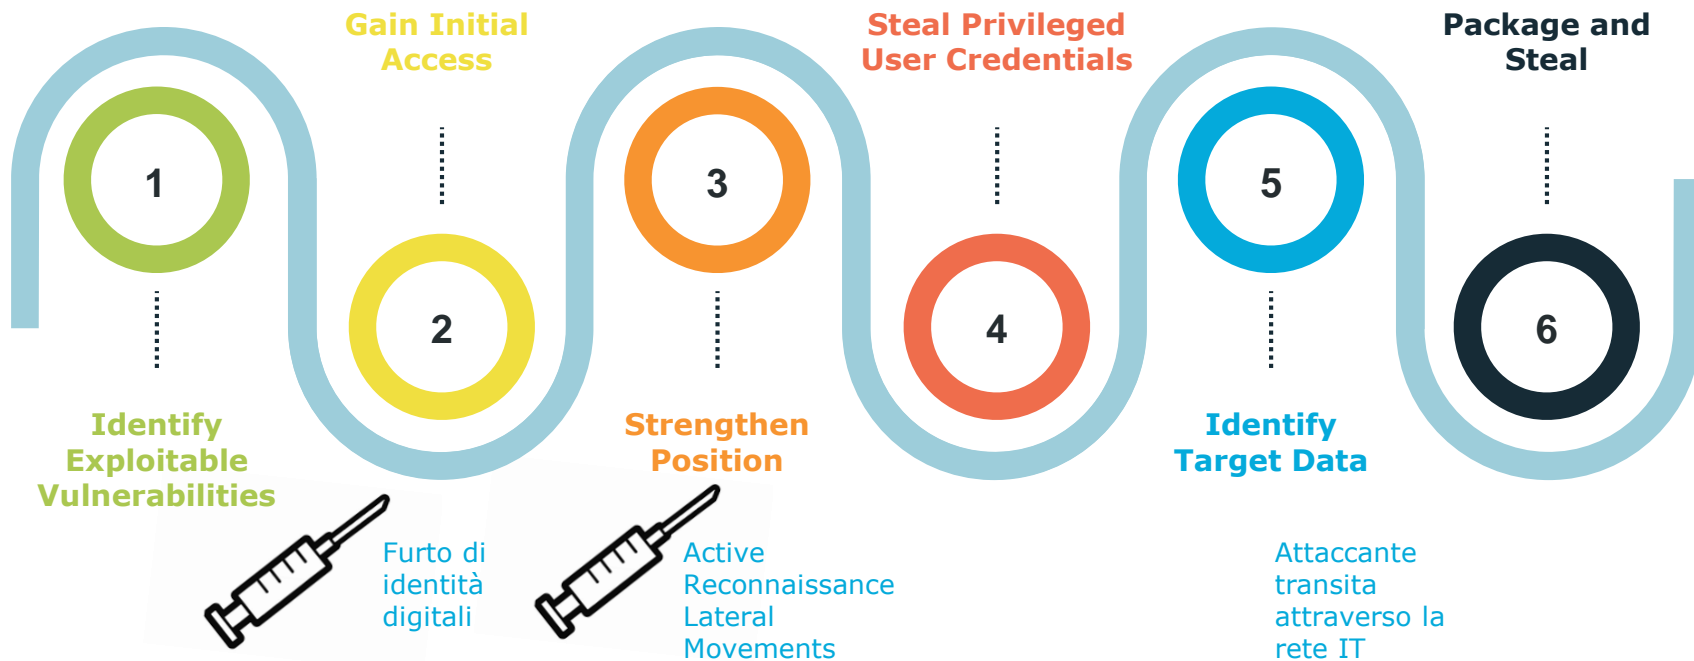 Gain Initial
Access
Steal Privileged
User Credentials
Package and
Steal
1
2
3
4
5
6
Identify
Exploitable
Vulnerabilities
Strengthen
Position
Identify
Target Data
Furto di
identità
digitali
Active
Reconnaissance
Lateral
Movements
Attaccante
transita
attraverso la
rete IT